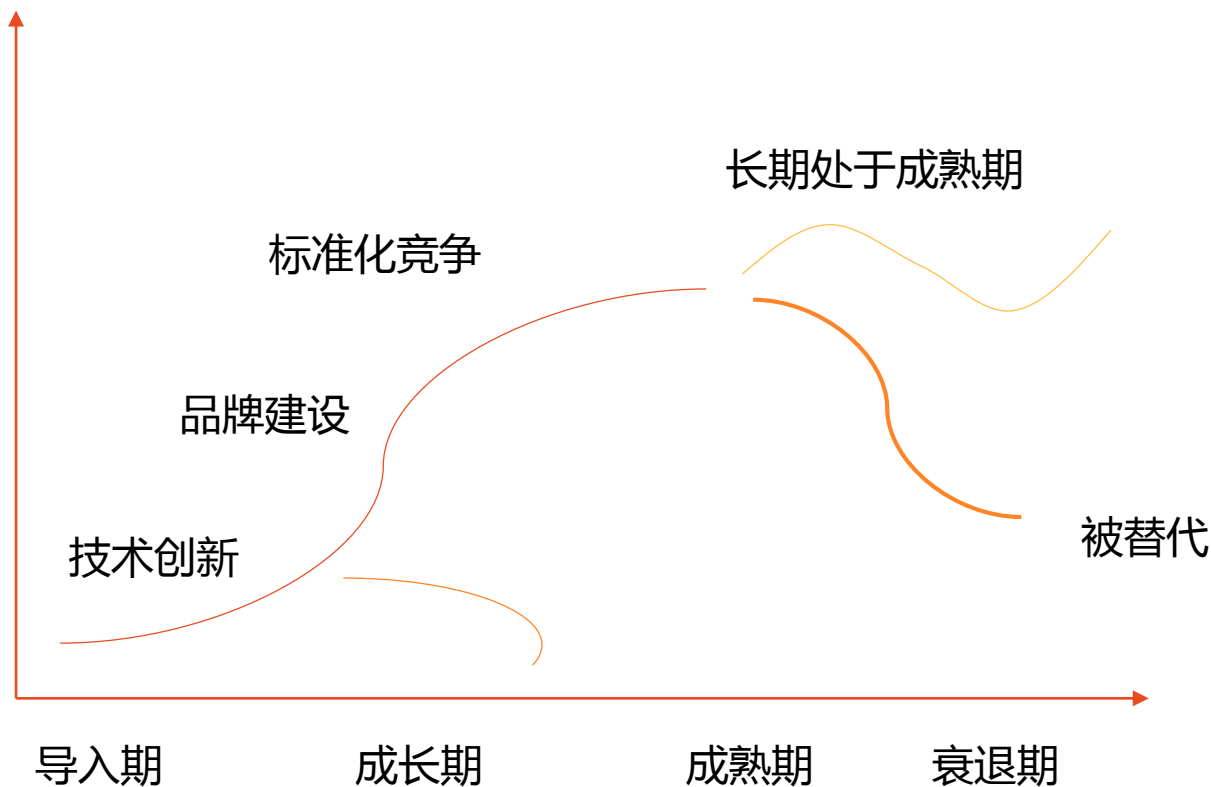 长期处于成熟期
标准化竞争
品牌建设
技术创新
被替代
导入期
成长期
成熟期
衰退期